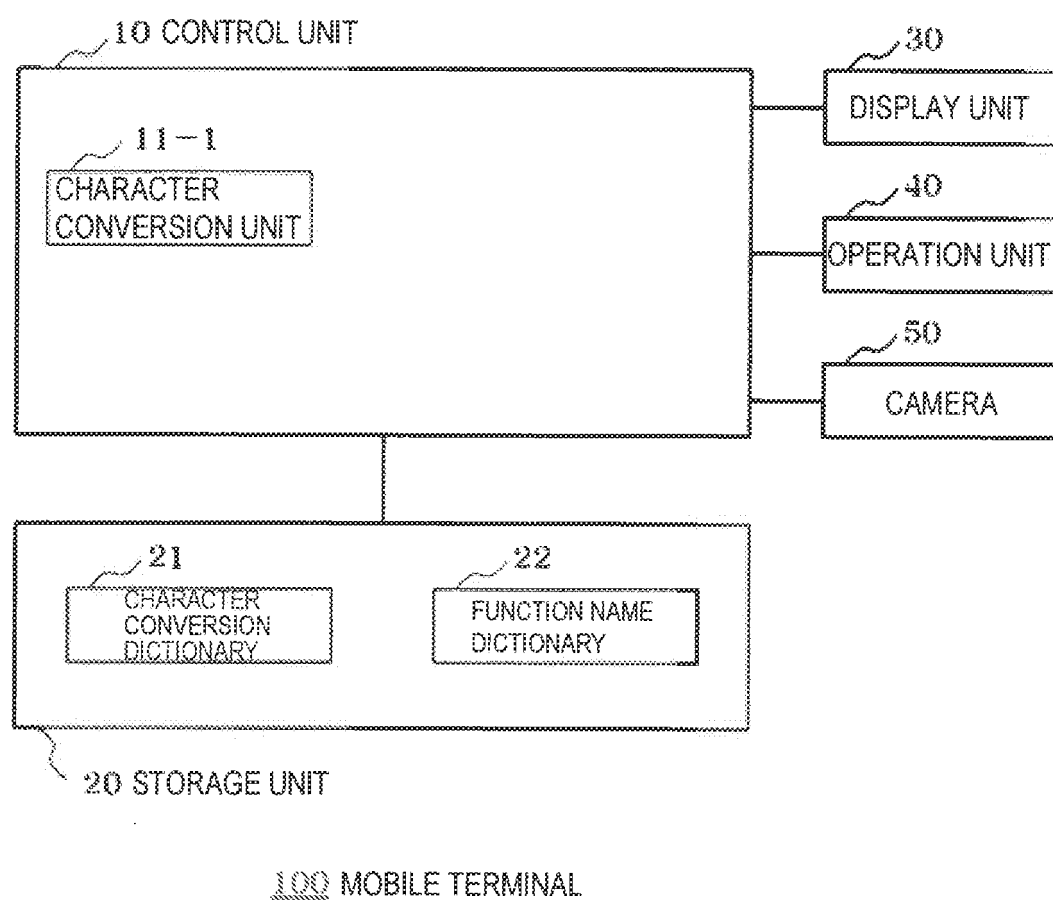 10 CONTROL UNIT
11-1
CHARACTER
CONVERSION UNIT
30
DISPLAY UNIT
40
OPERATION UNIT
50
CAMERA
21
CHARACTER
CONVERSION
DICTIONARY
22
FUNCTION NAME
DICTIONARY
20 STORAGE UNIT
100 MOBILE TERMINAL